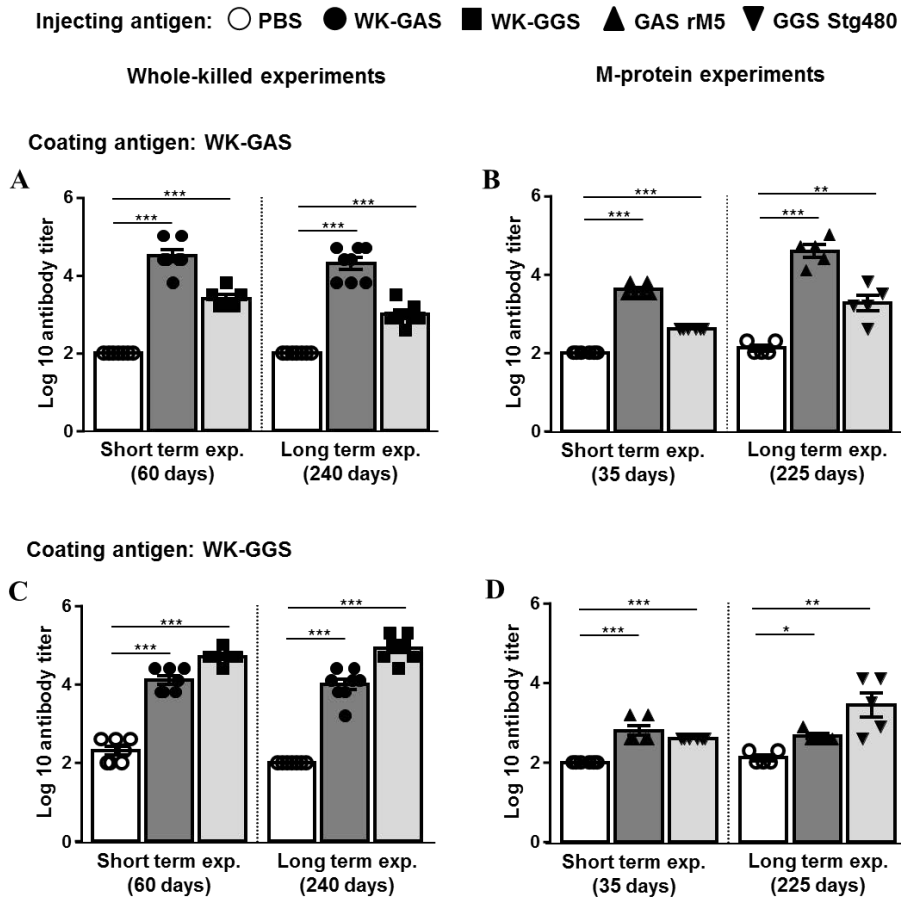 Injecting antigen: PBS WK-GAS WK-GGS GAS rM5 GGS Stg480
Whole-killed experiments M-protein experiments
Coating antigen: WK-GAS
A
Log 10 antibody titer
6
4
2
0
***
***
***
***
Short term exp.
(60 days)
Long term exp.
(240 days)
B
Log 10 antibody titer
6
4
2
0
***
***
**
***
Short term exp.
(35 days)
Long term exp.
(225 days)
Coating antigen: WK-GGS
C
Log 10 antibody titer
6
4
2
0
***
***
***
***
Short term exp.
(60 days)
Long term exp.
(240 days)
D
Log 10 antibody titer
6
4
2
0
***
***
**
*
Short term exp.
(35 days)
Long term exp.
(225 days)